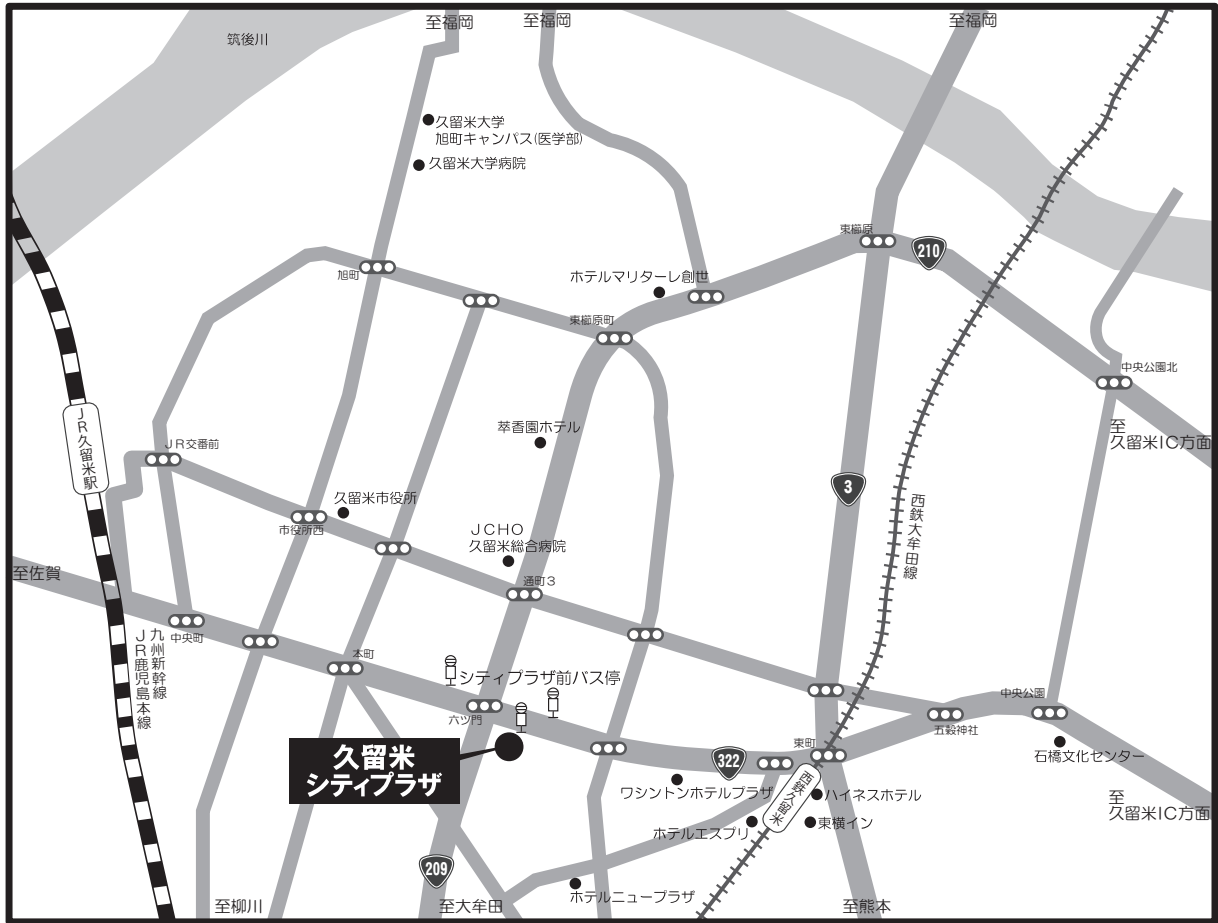 至福岡
至福岡
至福岡
筑後川
久留米大学
旭町キャンパス(医学部)
久留米大学病院
東櫛原
210
旭町
ホテルマリターレ創世
東櫛原町
中央公園北
至
久留米IC方面
萃香園ホテル
JR久留米駅
JR交番前
3
西鉄大牟田線
久留米市役所
市役所西
JCHO
久留米総合病院
至佐賀
通町3
九州新幹線
JR鹿児島本線
中央町
本町
シティプラザ前バス停
六ツ門
中央公園
五穀神社
久留米
シティプラザ
322
東町
石橋文化センター
ワシントンホテルプラザ
西鉄久留米
ハイネスホテル
至
久留米IC方面
ホテルエスプリ
東横イン
209
ホテルニュープラザ
至柳川
至大牟田
至熊本